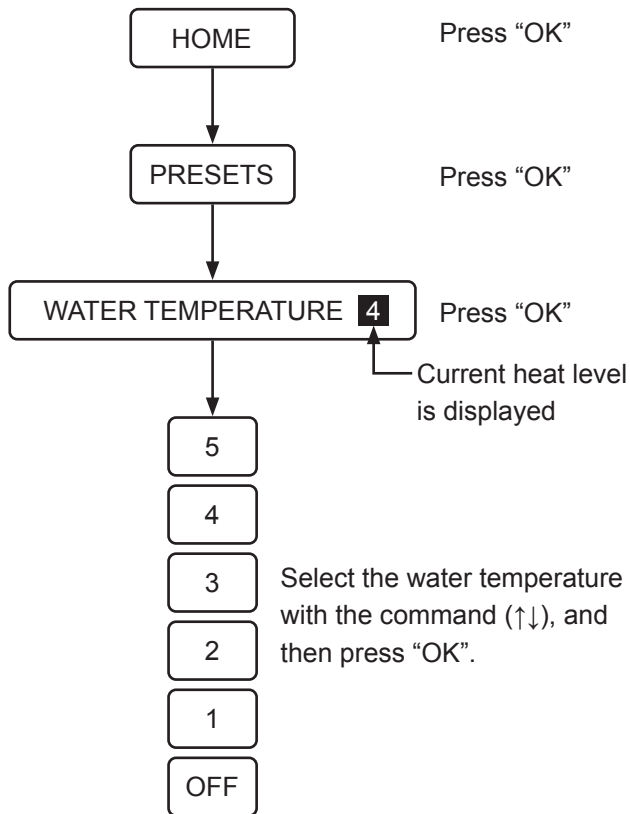 HOME
Press “OK”
PRESETS
Press “OK”
WATER TEMPERATURE 4
Press “OK”
Current heat level
is displayed
5
4
3
2
1
OFF
Select the water temperature
with the command (↑↓), and
then press “OK”.